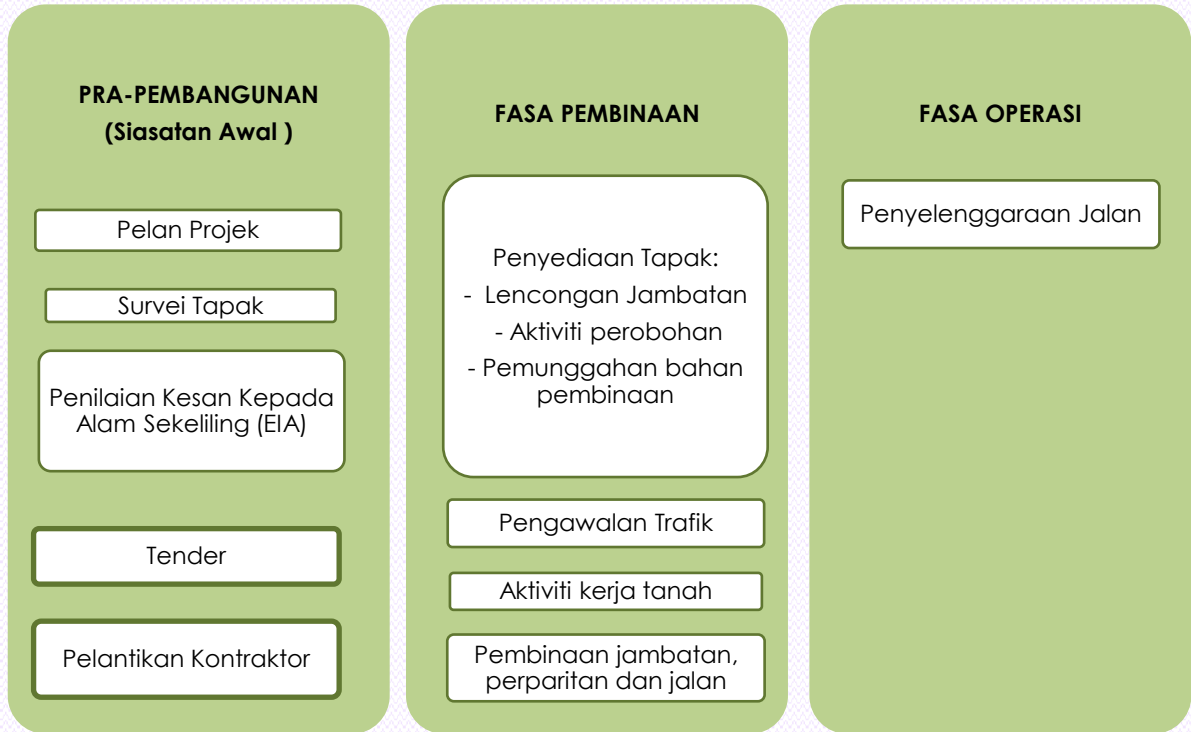 PRA-PEMBANGUNAN
(Siasatan Awal )
Pelan Projek
Survei Tapak
Penilaian Kesan Kepada
Alam Sekeliling (EIA)
Tender
Pelantikan Kontraktor
FASA PEMBINAAN
Penyediaan Tapak:
- Lencongan Jambatan
- Aktiviti perobohan
- Pemunggahan bahan
pembinaan
Pengawalan Trafik
Aktiviti kerja tanah
Pembinaan jambatan,
perparitan dan jalan
FASA OPERASI
Penyelenggaraan Jalan